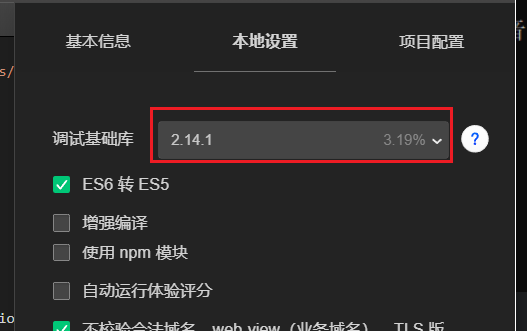 基本信息 本地设置 项目配置
s/
调试基础库 2.14.1 3.19% ?
ES6 转 ES5
增强编译
使用 npm 模块
自动运行体验评分
io
不校验合法域名、web-view（业务域名）、TLS 版